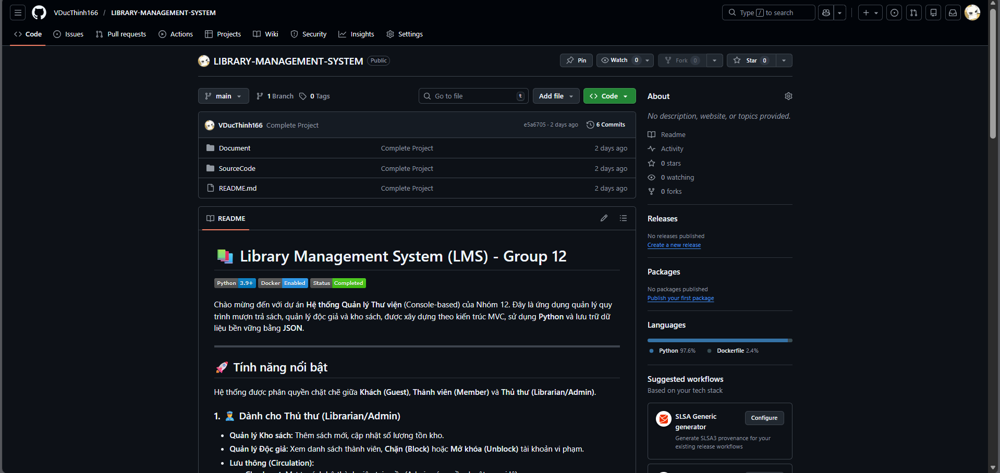 VDucThinh166 / LIBRARY-MANAGEMENT-SYSTEM
Type / to search
Code
Issues
Pull requests
Actions
Projects
Wiki
Security
Insights
Settings
LIBRARY-MANAGEMENT-SYSTEM Public
Pin
Watch 0
Fork 0
Star 0
main
1 Branch
0 Tags
Go to file t
Add file
Code
VDucThinh166 Complete Project
e5a6705 · 2 days ago
6 Commits
Document Complete Project 2 days ago
SourceCode Complete Project 2 days ago
README.md Complete Project 2 days ago
README
Library Management System (LMS) - Group 12
Python 3.9+ Docker Enabled Status Completed
Chào mừng đến với dự án Hệ thống Quản lý Thư viện (Console-based) của Nhóm 12. Đây là ứng dụng quản lý quy
trình mượn trả sách, quản lý độc giả và kho sách, được xây dựng theo kiến trúc MVC, sử dụng Python và lưu trữ dữ
liệu bền vững bằng JSON.
Tính năng nổi bật
Hệ thống được phân quyền chặt chẽ giữa Khách (Guest), Thành viên (Member) và Thủ thư (Librarian/Admin).
1. Dành cho Thủ thư (Librarian/Admin)
Quản lý Kho sách: Thêm sách mới, cập nhật số lượng tồn kho.
Quản lý Độc giả: Xem danh sách thành viên, Chặn (Block) hoặc Mở khóa (Unblock) tài khoản vi phạm.
Lưu thông (Circulation):
About
No description, website, or topics provided.
Readme
Activity
0 stars
0 watching
0 forks
Releases
No releases published
Create a new release
Packages
No packages published
Publish your first package
Languages
Python 97.6% Dockerfile 2.4%
Suggested workflows
Based on your tech stack
SLSA Generic
generator
Configure
Generate SLSA3 provenance for your
existing release workflows